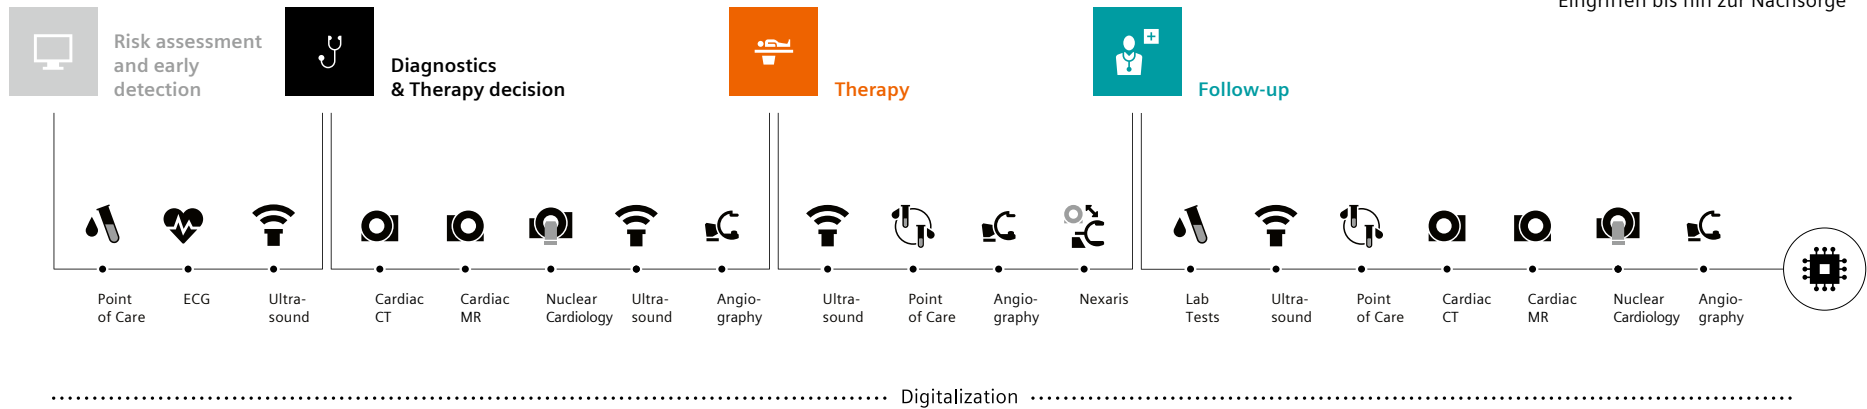 Eingriffen bis hin zur Nachsorge
Risk assessment
and early
detection
Diagnostics
& Therapy decision
Therapy
Follow-up
Point
of Care
ECG
Ultra-
sound
Cardiac
CT
Cardiac
MR
Nuclear
Cardiology
Ultra-
sound
Angio-
graphy
Ultra-
sound
Point
of Care
Angio-
graphy
Nexaris
Lab
Tests
Ultra-
sound
Point
of Care
Cardiac
CT
Cardiac
MR
Nuclear
Cardiology
Angio-
graphy
Digitalization